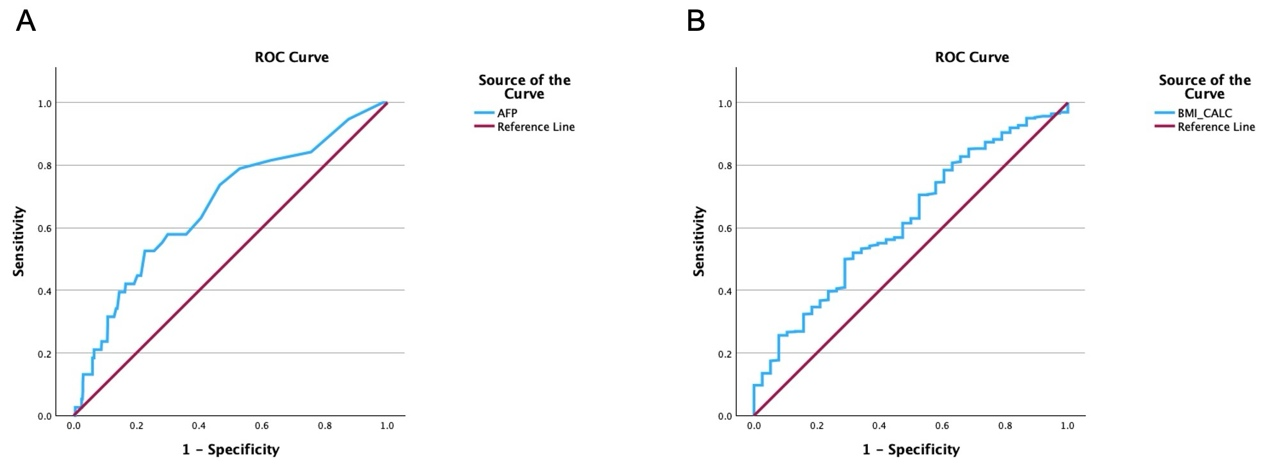 A
ROC Curve
Source of the
Curve
AFP
Reference Line
1.0
0.8
0.6
0.4
0.2
0.0
Sensitivity
0.0 0.2 0.4 0.6 0.8 1.0
1 - Specificity
B
ROC Curve
Source of the
Curve
BMI_CALC
Reference Line
1.0
0.8
0.6
0.4
0.2
0.0
Sensitivity
0.0 0.2 0.4 0.6 0.8 1.0
1 - Specificity